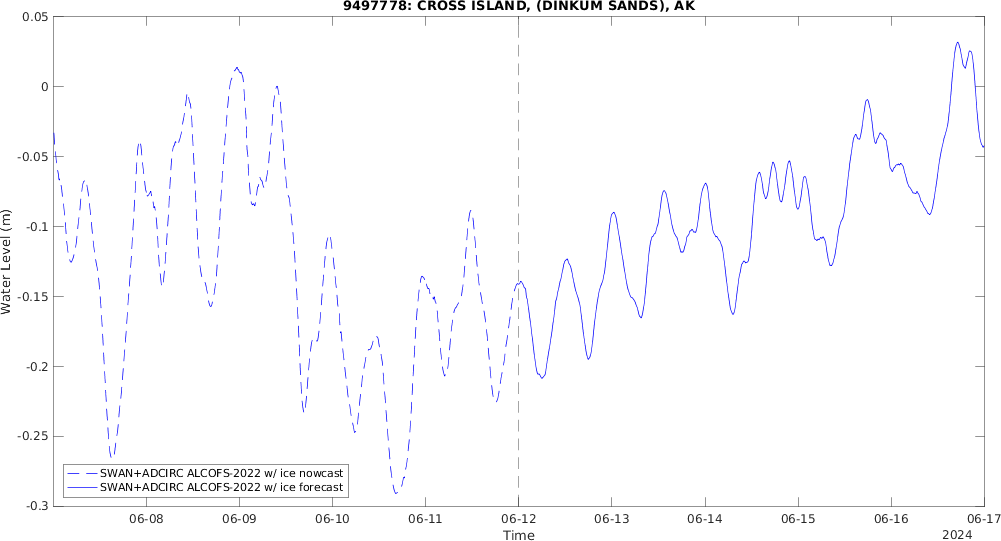 9497778: CROSS ISLAND, (DINKUM SANDS), AK
0.05
0
-0.05
-0.1
-0.15
-0.2
-0.25
-0.3
Water Level (m)
SWAN+ADCIRC ALCOFS-2022 w/ ice nowcast
SWAN+ADCIRC ALCOFS-2022 w/ ice forecast
06-08 06-09 06-10 06-11 06-12 06-13 06-14 06-15 06-16 06-17
Time
2024